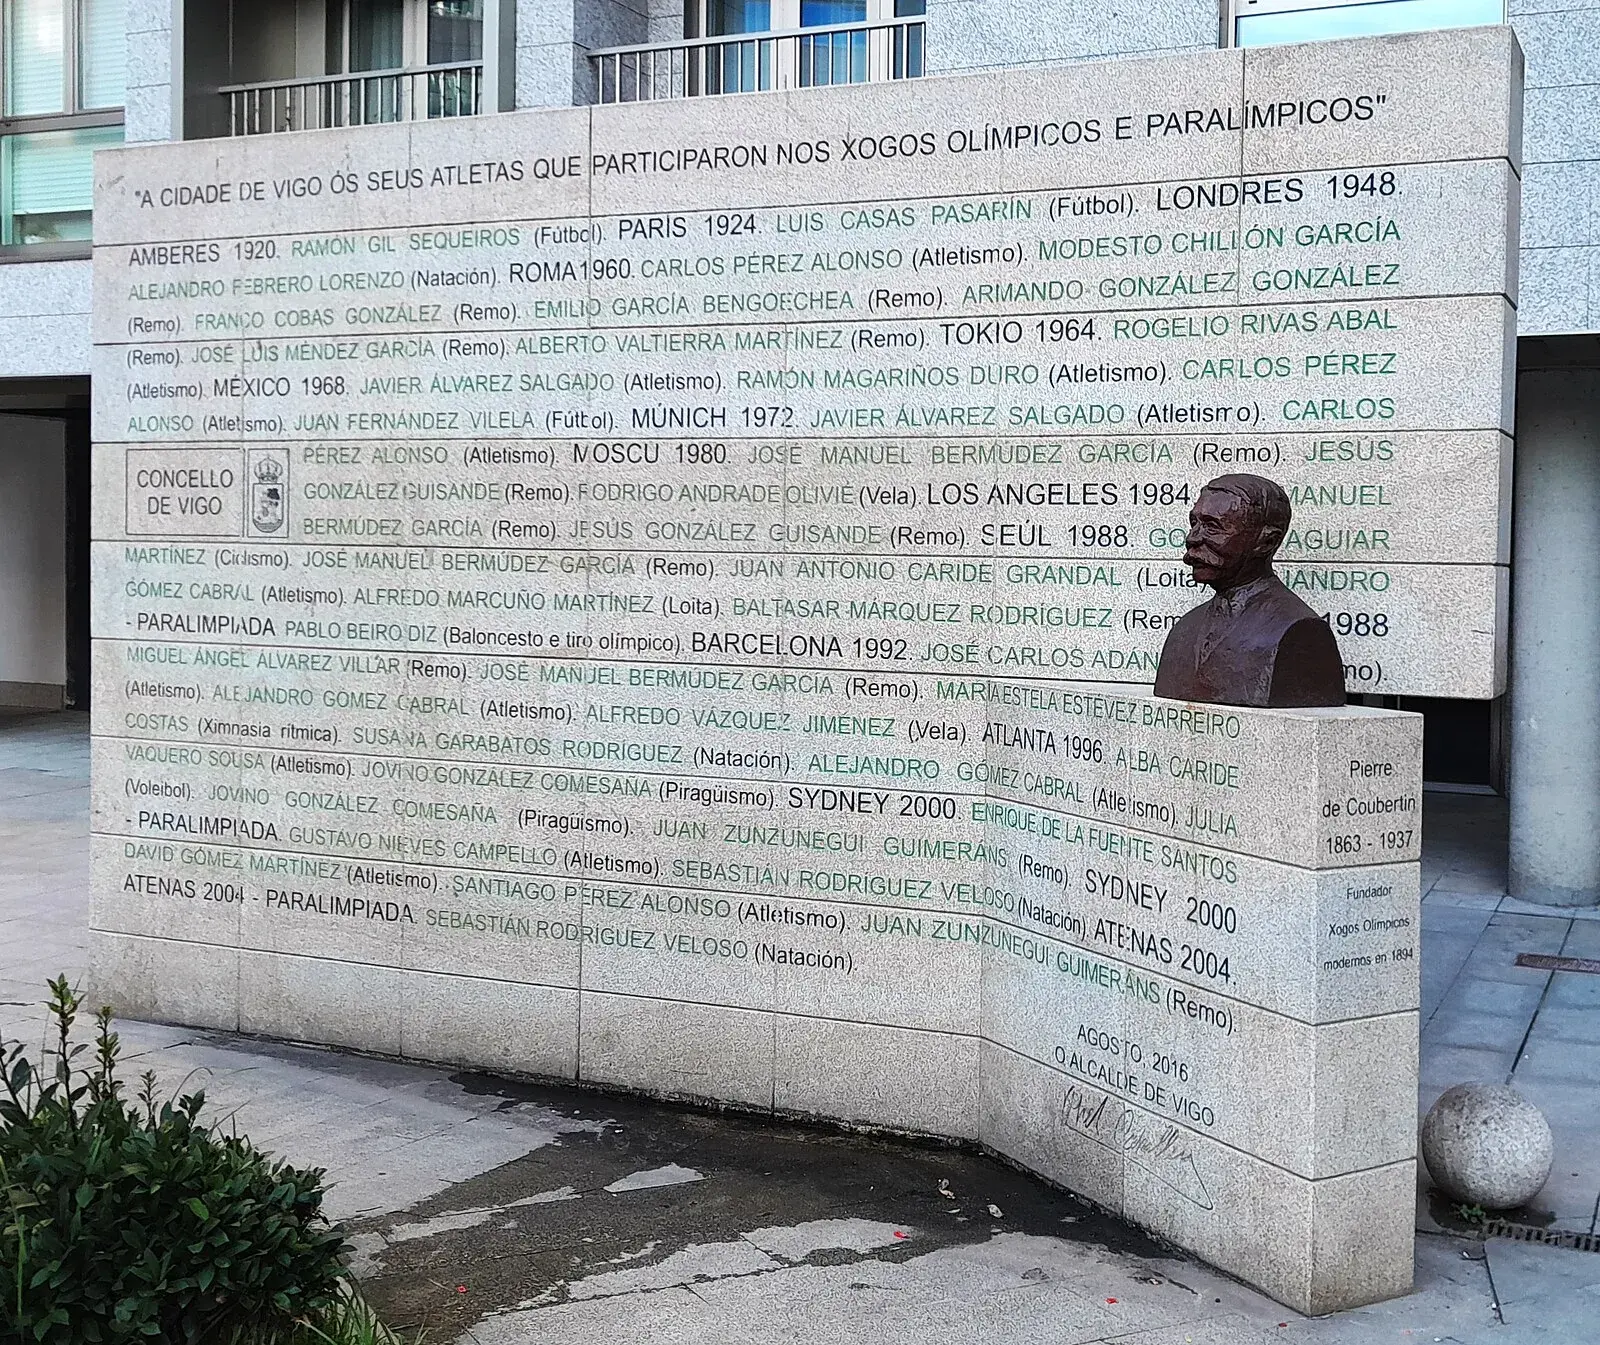 "A CIDADE DE VIGO ÓS SEUS ATLETAS QUE PARTICIPARON NOS XOGOS OLÍMPICOS E PARALÍMPICOS"
AMBERES 1920. RAMÓN GIL SEQUEIROS (Fútbol). PARÍS 1924. LUIS CASAS PASARÍN (Fútbol). LONDRES 1948.
ALEJANDRO FEBRERO LORENZO (Natación). ROMA 1960. CARLOS PÉREZ ALONSO (Atletismo). MODESTO CHILLÓN GARCÍA
(Remo). FRANCO COBAS GONZÁLEZ (Remo). EMILIO GARCÍA BENGOECHEA (Remo). ARMANDO GONZÁLEZ GONZÁLEZ
(Remo). JOSÉ LUIS MÉNDEZ GARCÍA (Remo). ALBERTO VALTIERRA MARTÍNEZ (Remo). TOKIO 1964. ROGELIO RIVAS ABAL
(Atletismo). MÉXICO 1968. JAVIER ÁLVAREZ SALGADO (Atletismo). RAMÓN MAGARIÑOS DURO (Atletismo). CARLOS PÉREZ
ALONSO (Atletismo). JUAN FERNÁNDEZ VILELA (Fútbol). MÚNICH 1972. JAVIER ÁLVAREZ SALGADO (Atletismo). CARLOS
PÉREZ ALONSO (Atletismo). MOSCU 1980. JOSÉ MANUEL BERMÚDEZ GARCÍA (Remo). JESÚS
CONCELLO
DE VIGO
GONZÁLEZ GUISANDE (Remo). RODRIGO ANDRADE OLIVIÉ (Vela). LOS ANGELES 1984 MANUEL
BERMÚDEZ GARCÍA (Remo). JESÚS GONZÁLEZ GUISANDE (Remo). SEÚL 1988 AGUIAR
MARTÍNEZ (Ciclismo). JOSÉ MANUEL BERMÚDEZ GARCÍA (Remo). JUAN ANTONIO CARIDE GRANDAL (Loita
GÓMEZ CABRAL (Atletismo). ALFREDO MARCUÑO MARTÍNEZ (Loita). BALTASAR MÁRQUEZ RODRÍGUEZ (Rem 1988
- PARALIMPIADA PABLO BEIRO DIZ (Baloncesto e tiro olímpico). BARCELONA 1992. JOSÉ CARLOS ADÁN mo).
MIGUEL ÁNGEL ÁLVAREZ VILLAR (Remo). JOSÉ MANUEL BERMÚDEZ GARCÍA (Remo). MARÍA ESTELA ESTÉVEZ BARREIRO
(Atletismo). ALEJANDRO GÓMEZ CABRAL (Atletismo). ALFREDO VÁZQUEZ JIMÉNEZ (Vela). ATLANTA 1996. ALBA CARIDE
COSTAS (Ximnasia rítmica). SUSANA GARABATOS RODRÍGUEZ (Natación). ALEJANDRO GÓMEZ CABRAL (Atletismo). JULIA
VAQUERO SOUSA (Atletismo). JOVINO GONZÁLEZ COMESAÑA (Piragüismo). SYDNEY 2000. ENRIQUE DE LA FUENTE SANTOS
(Voleibol). JOVINO GONZÁLEZ COMESAÑA (Piragüismo). JUAN ZUNZUNEGUI GUIMERÁNS (Remo). SYDNEY 2000
- PARALIMPIADA. GUSTAVO NIEVES CAMPELLO (Atletismo). SEBASTIÁN RODRÍGUEZ VELOSO (Natación). ATENAS 2004.
DAVID GÓMEZ MARTÍNEZ (Atletismo). SANTIAGO PÉREZ ALONSO (Atletismo). JUAN ZUNZUNEGUI GUIMERÁNS (Remo).
ATENAS 2004 - PARALIMPIADA. SEBASTIÁN RODRÍGUEZ VELOSO (Natación).
AGOSTO, 2016
O ALCALDE DE VIGO
Pierre
de Coubertin
1863 - 1937
Fundador
Xogos Olímpicos
modernos en 1894